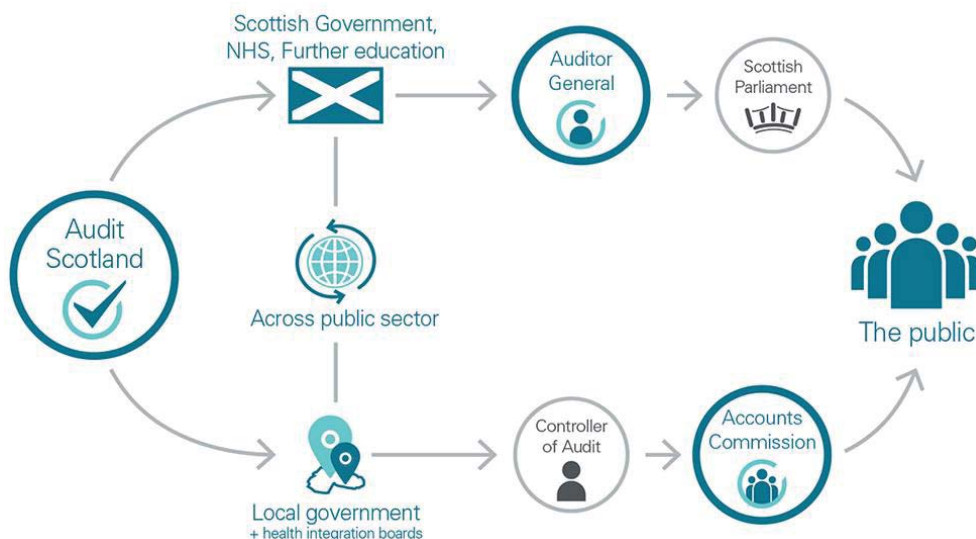 Scottish Government,
NHS, Further education
Auditor
General
Scottish
Parliament
Audit
Scotland
Across public sector
The public
Local government
+ health integration boards
Controller
of Audit
Accounts
Commission